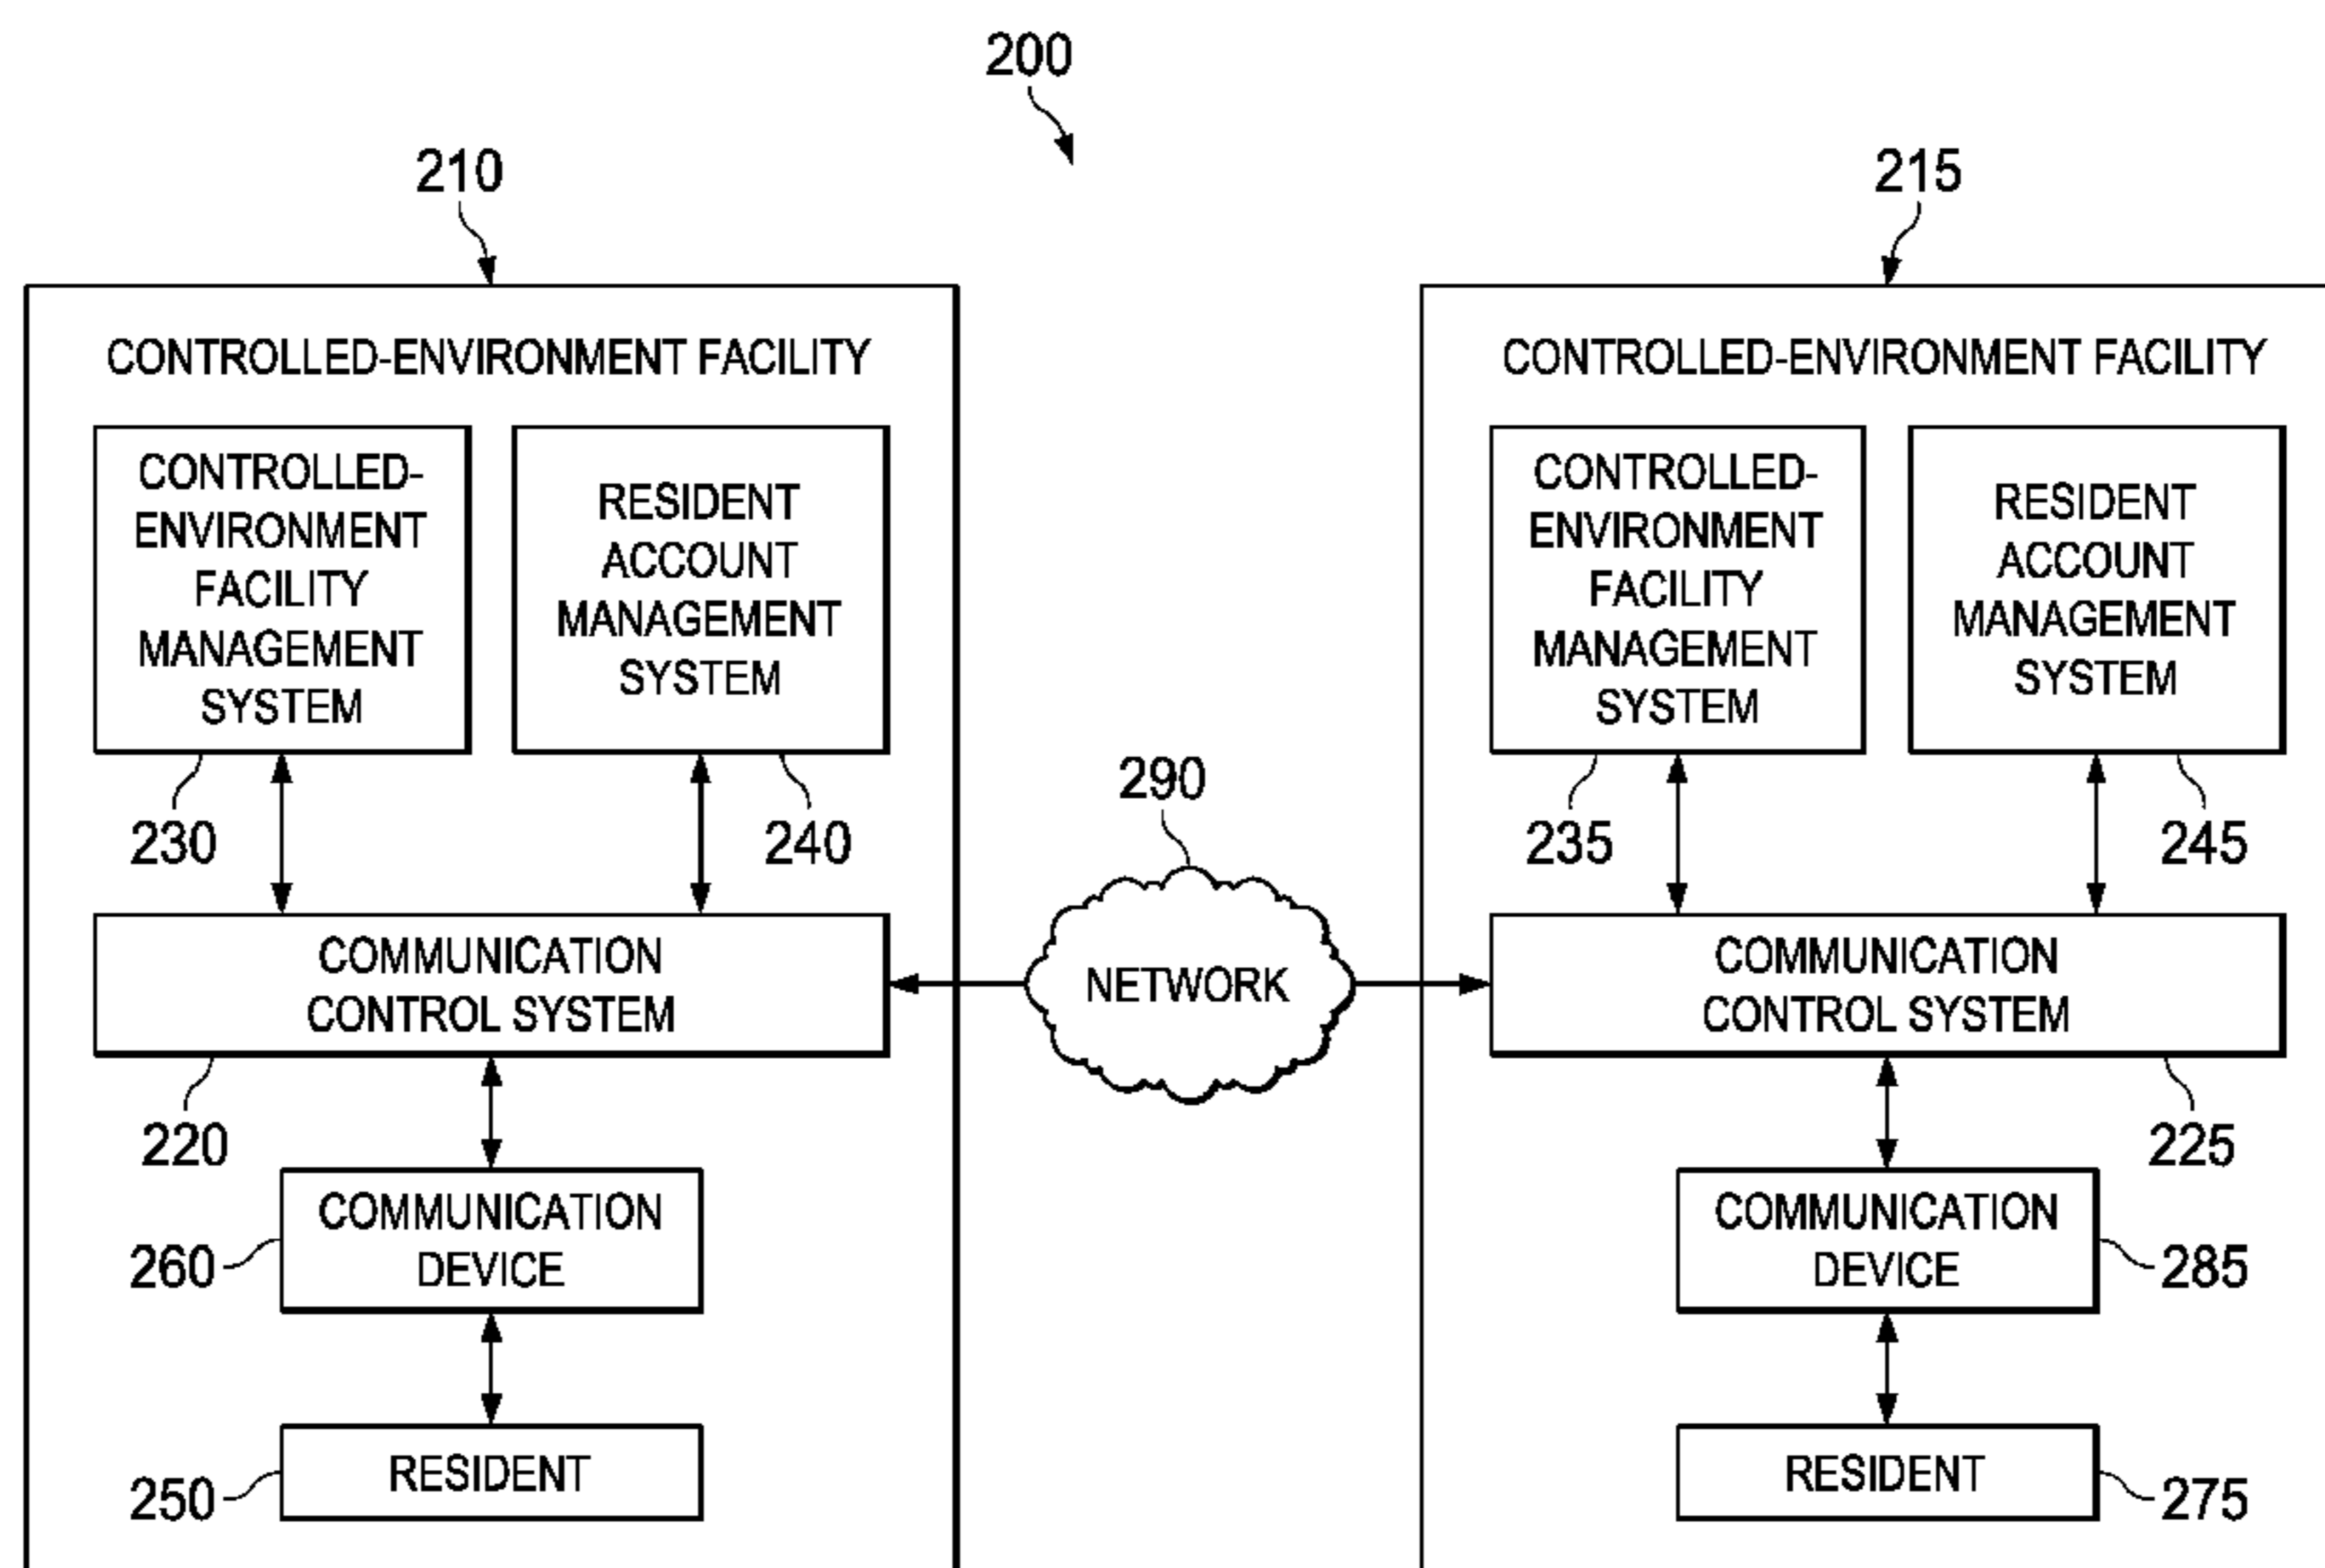 200
210
215
CONTROLLED-ENVIRONMENT FACILITY
CONTROLLED-
ENVIRONMENT
FACILITY
MANAGEMENT
SYSTEM
RESIDENT
ACCOUNT
MANAGEMENT
SYSTEM
230
240
COMMUNICATION
CONTROL SYSTEM
220
COMMUNICATION
DEVICE
260
RESIDENT
250
290
NETWORK
CONTROLLED-ENVIRONMENT FACILITY
CONTROLLED-
ENVIRONMENT
FACILITY
MANAGEMENT
SYSTEM
RESIDENT
ACCOUNT
MANAGEMENT
SYSTEM
235
245
COMMUNICATION
CONTROL SYSTEM
225
COMMUNICATION
DEVICE
285
RESIDENT
275